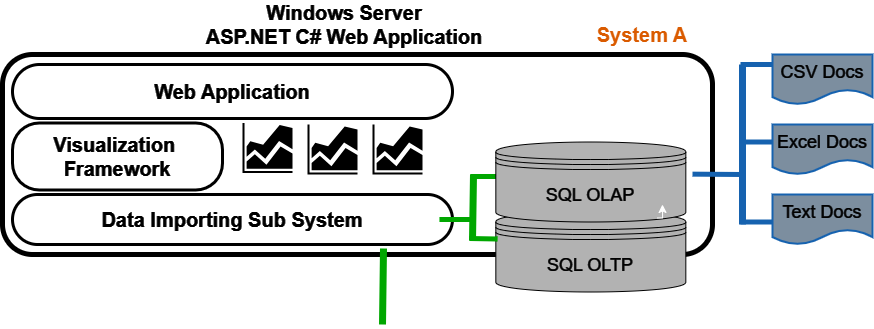 Windows Server
ASP.NET C# Web Application
System A
Web Application
CSV Docs
Visualization
Framework
Excel Docs
SQL OLAP
Data Importing Sub System
Text Docs
SQL OLTP